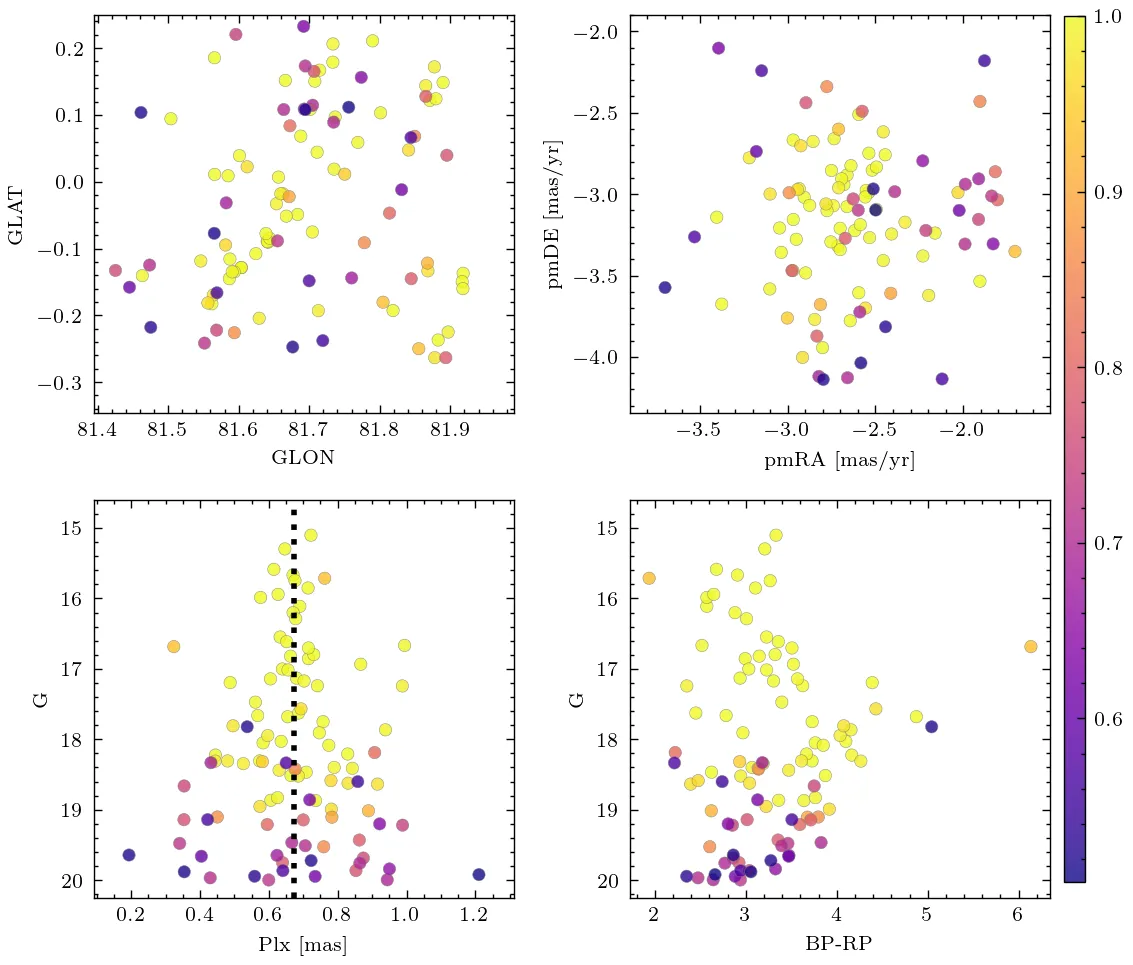 0.2
0.1
0.0
−0.1
−0.2
−0.3
GLAT
81.4 81.5 81.6 81.7 81.8 81.9
GLON
−2.0
−2.5
−3.0
−3.5
−4.0
pmDE [mas/yr]
−3.5 −3.0 −2.5 −2.0
pmRA [mas/yr]
1.0
0.9
0.8
0.7
0.6
15
16
17
18
19
20
G
0.2 0.4 0.6 0.8 1.0 1.2
Plx [mas]
15
16
17
18
19
20
G
2 3 4 5 6
BP-RP